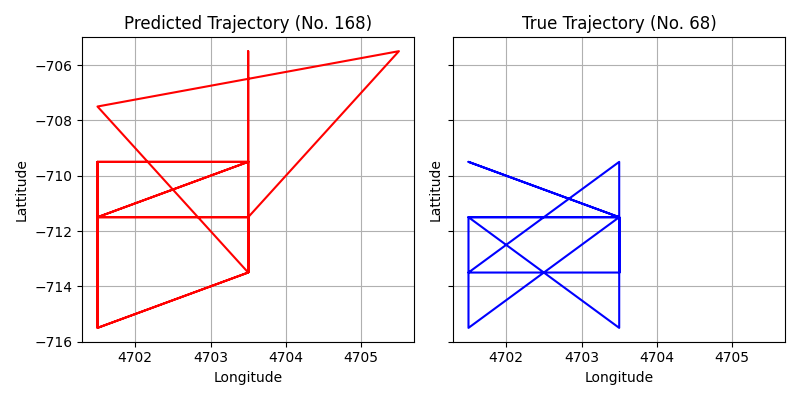 Predicted Trajectory (No. 168)
True Trajectory (No. 68)
−706
−708
−710
−712
−714
−716
Lattitude
Lattitude
4702 4703 4704 4705
4702 4703 4704 4705
Longitude
Longitude